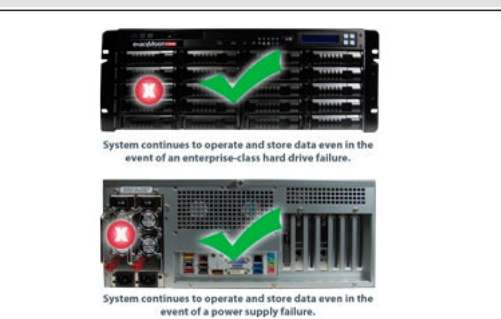 exacqVision
X
System continues to operate and store data even in the
event of an enterprise-class hard drive failure.
X
System continues to operate and store data even in the
event of a power supply failure.